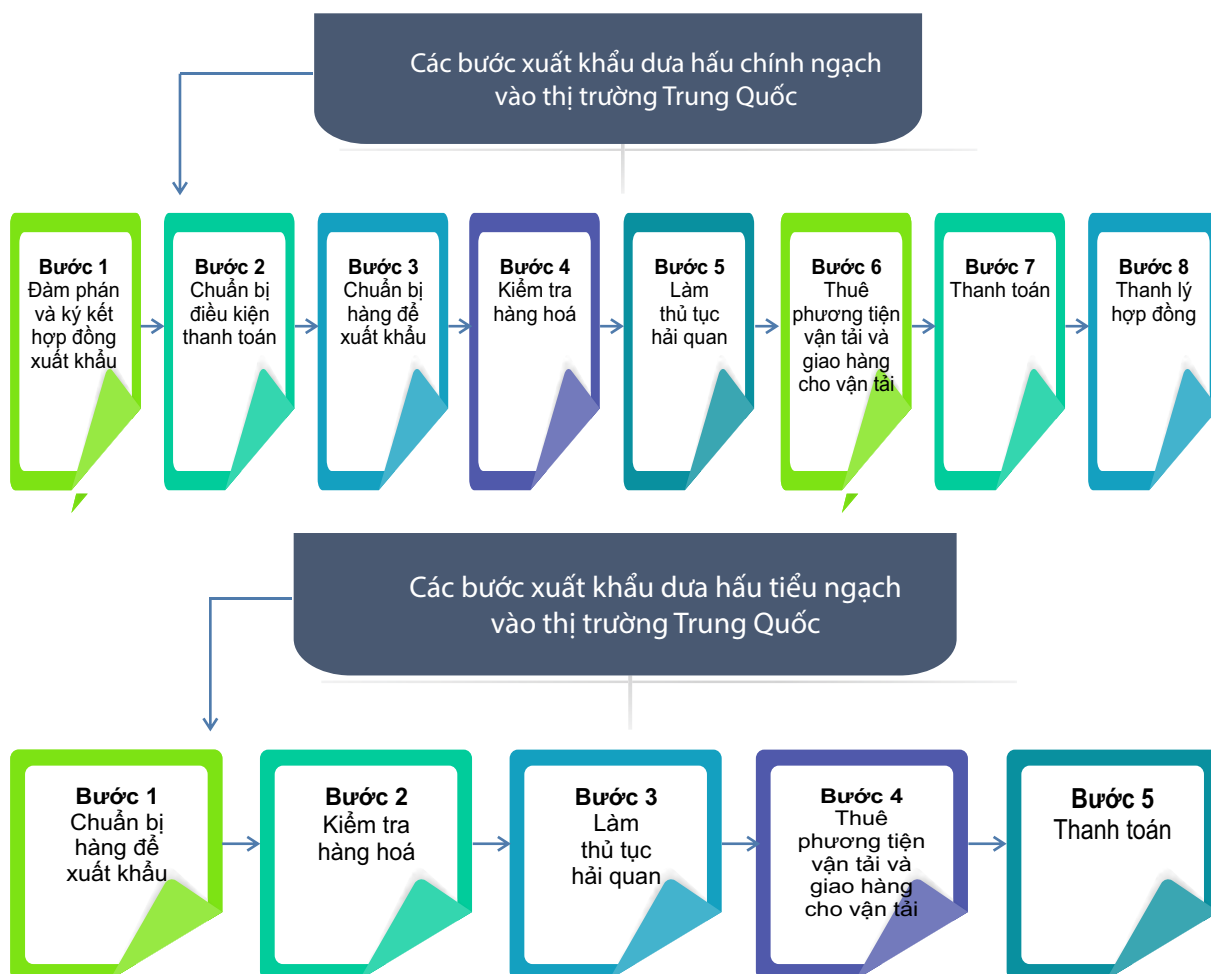 Các bước xuất khẩu dưa hấu chính ngạch
vào thị trường Trung Quốc
Bước 1
Đàm phán
và ký kết
hợp đồng
xuất khẩu
Bước 2
Chuẩn bị
điều kiện
thanh toán
Bước 3
Chuẩn bị
hàng để
xuất khẩu
Bước 4
Kiểm tra
hàng hoá
Bước 5
Làm
thủ tục
hải quan
Bước 6
Thuê
phương tiện
vận tải và
giao hàng
cho vận tải
Bước 7
Thanh toán
Bước 8
Thanh lý
hợp đồng
Các bước xuất khẩu dưa hấu tiểu ngạch
vào thị trường Trung Quốc
Bước 1
Chuẩn bị
hàng để
xuất khẩu
Bước 2
Kiểm tra
hàng hoá
Bước 3
Làm
thủ tục
hải quan
Bước 4
Thuê
phương tiện
vận tải và
giao hàng
cho vận tải
Bước 5
Thanh toán